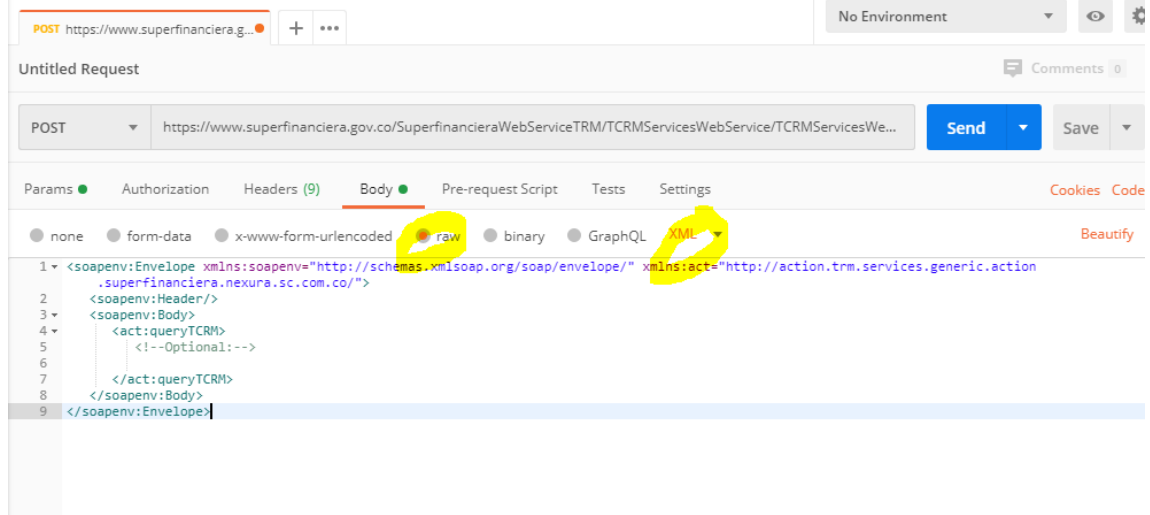 POST https://www.superfinanciera.g... + ••• No Environment
Untitled Request Comments 0
POST https://www.superfinanciera.gov.co/SuperfinancieraWebServiceTRM/TCRMServicesWebService/TCRMServicesWe... Send Save
Params Authorization Headers (9) Body Pre-request Script Tests Settings Cookies Code
none form-data x-www-form-urlencoded raw binary GraphQL XML Beautify
1 <soapenv:Envelope xmlns:soapenv="http://schemas.xmlsoap.org/soap/envelope/" xmlns:act="http://action.trm.services.generic.action
.superfinanciera.nexura.sc.com.co/">
2 <soapenv:Header/>
3 <soapenv:Body>
4 <act:queryTCRM>
5 <!--Optional:-->
6
7 </act:queryTCRM>
8 </soapenv:Body>
9 </soapenv:Envelope>